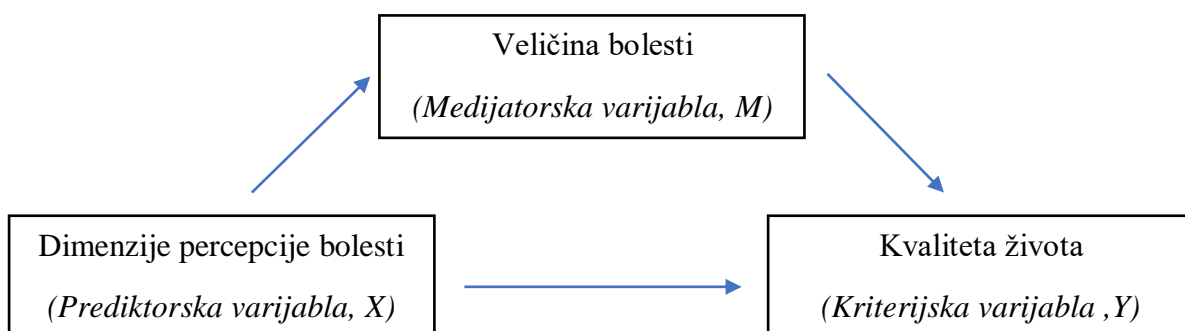 Veličina bolesti
(Medijatorska varijabla, M)
Dimenzije percepcije bolesti
(Prediktorska varijabla, X)
Kvaliteta života
(Kriterijska varijabla ,Y)